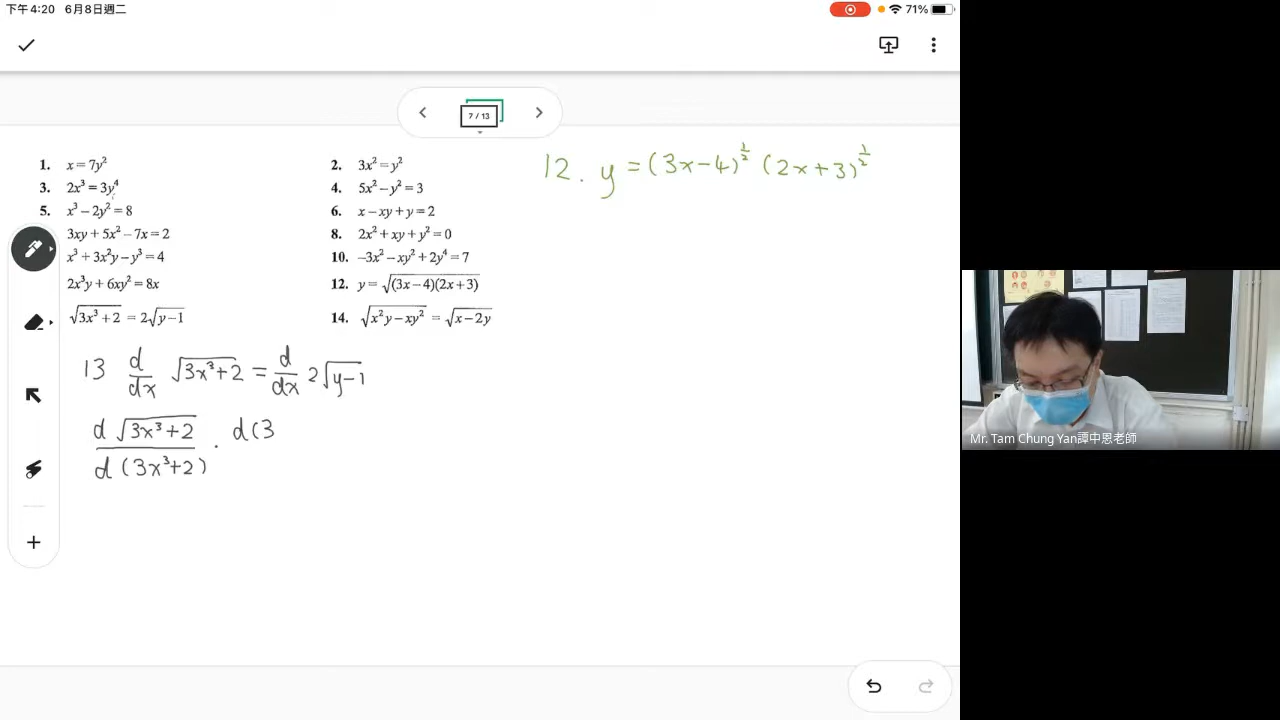 下午4:20 6月8日週二
71%
7 / 13
1. x = 7y²
2. 3x² = y²
3. 2x³ = 3y⁴
4. 5x² − y² = 3
5. x³ − 2y² = 8
6. x − xy + y = 2
3xy + 5x² − 7x = 2
8. 2x² + xy + y² = 0
x³ + 3x²y − y³ = 4
10. −3x² − xy² + 2y⁴ = 7
2x³y + 6xy² = 8x
12. y = √((3x − 4)(2x + 3))
√(3x³ + 2) = 2√(y − 1)
14. √(x²y − xy²) = √(x − 2y)
12. y = (3x−4)^(1/2) (2x+3)^(1/2)
13 d/dx √(3x³+2) = d/dx 2√(y−1)
d √(3x³+2) / d (3x³+2) · d(3
Mr. Tam Chung Yan譚中恩老師